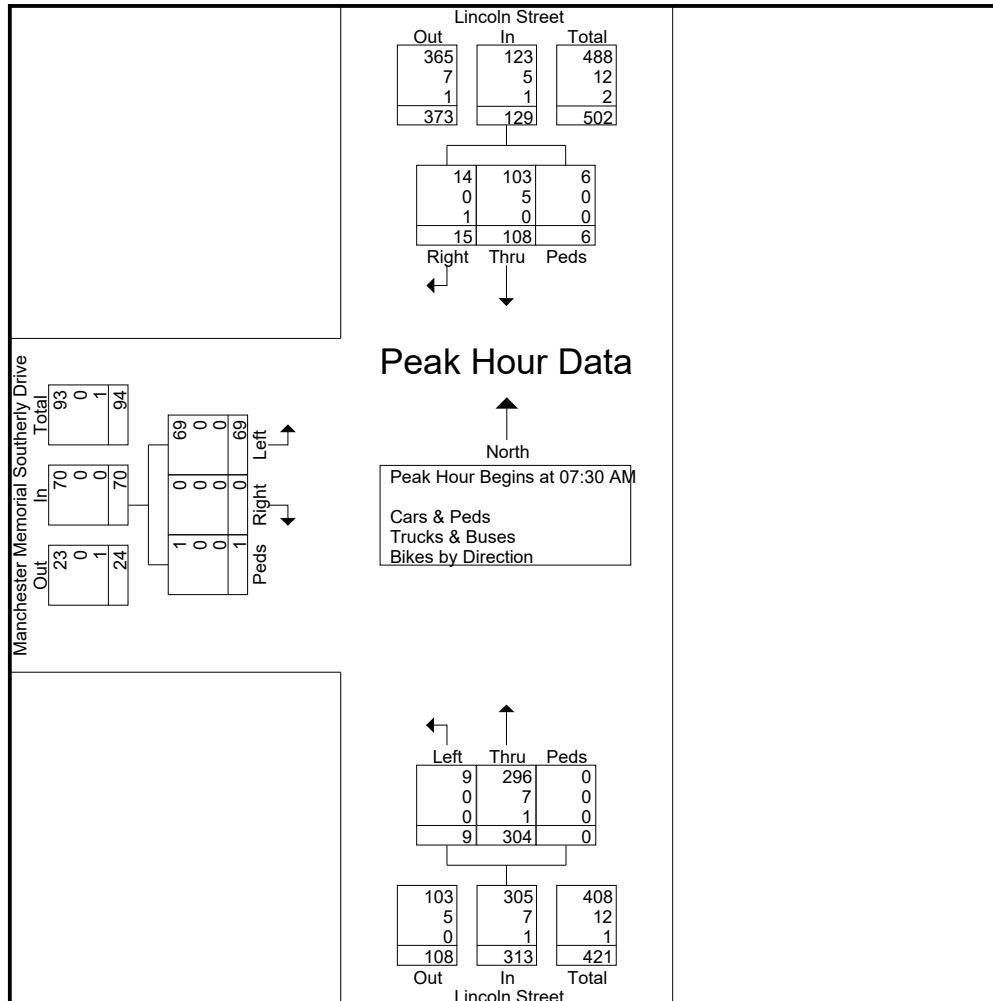 Lincoln Street
Out In Total
365 123 488
7 5 12
1 1 2
373 129 502
14 103 6
0 5 0
1 0 0
15 108 6
Right Thru Peds
Peak Hour Data
North
Peak Hour Begins at 07:30 AM
Cars & Peds
Trucks & Buses
Bikes by Direction
Manchester Memorial Southerly Drive
Out In Total
23 70 93
0 0 0
1 0 1
24 70 94
Peds Right Left
1 0 69
0 0 0
0 0 0
1 0 69
Left Thru Peds
9 296 0
0 7 0
0 1 0
9 304 0
103 305 408
5 7 12
0 1 1
108 313 421
Out In Total
Lincoln Street